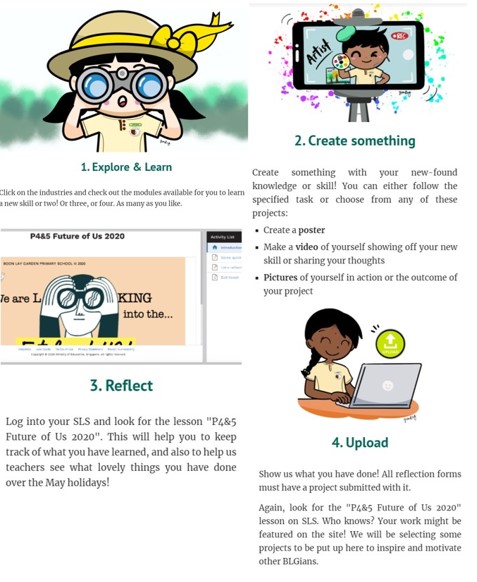 1. Explore & Learn
Click on the industries and check out the modules available for you to learn
a new skill or two! Or three, or four. As many as you like.
Artist
REC
2. Create something
Create something with your new-found
knowledge or skill! You can either follow the
specified task or choose from any of these
projects:
Create a poster
Make a video of yourself showing off your new
skill or sharing your thoughts
Pictures of yourself in action or the outcome of
your project
P4&5 Future of Us 2020
Activity List
BOON LAY GARDEN PRIMARY SCHOOL © 2020
Introduction
We are L
KING
into the...
3. Reflect
Log into your SLS and look for the lesson "P4&5
Future of Us 2020". This will help you to keep
track of what you have learned, and also to help us
teachers see what lovely things you have done
over the May holidays!
4. Upload
Show us what you have done! All reflection forms
must have a project submitted with it.
Again, look for the "P4&5 Future of Us 2020"
lesson on SLS. Who knows? Your work might be
featured on the site! We will be selecting some
projects to be put up here to inspire and motivate
other BLGians.